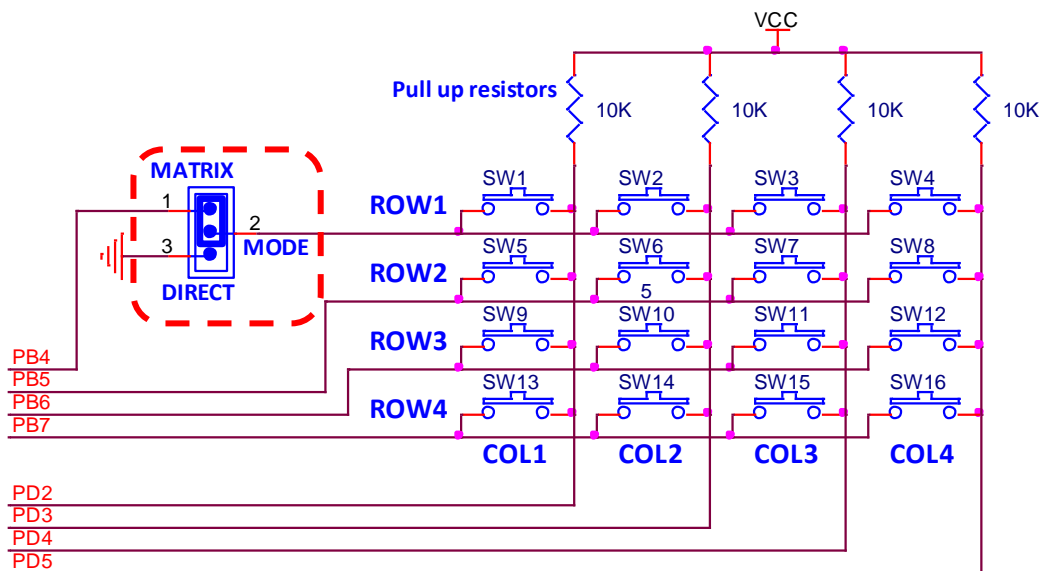 VCC
Pull up resistors
10K 10K 10K 10K
MATRIX
1
2
3
MODE
DIRECT
ROW1 SW1 SW2 SW3 SW4
ROW2 SW5 SW6 SW7 SW8
5
ROW3 SW9 SW10 SW11 SW12
ROW4 SW13 SW14 SW15 SW16
COL1 COL2 COL3 COL4
PB4
PB5
PB6
PB7
PD2
PD3
PD4
PD5